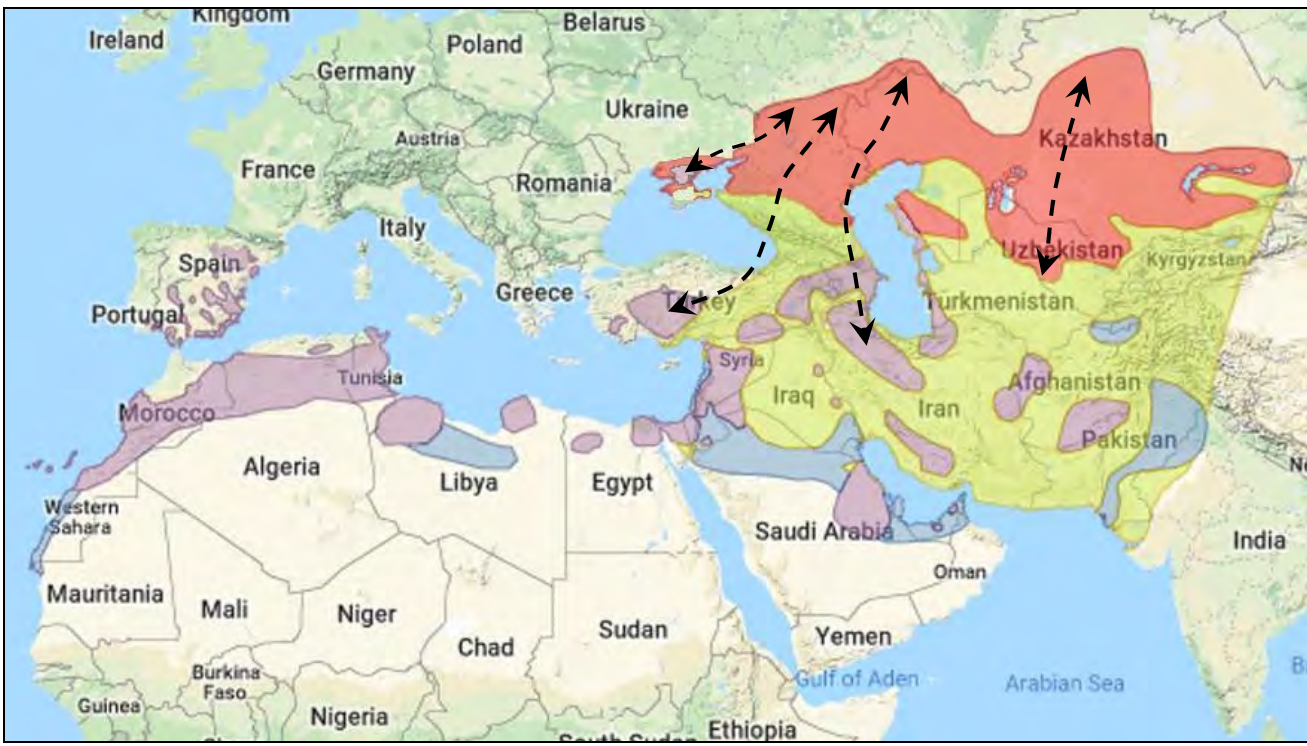 Kingdom
Ireland
Belarus
Poland
Germany
Ukraine
Austria
France
Romania
Kazakhstan
Italy
Spain
Uzbekistan
Kyrgyzstan
Portugal
Greece
Turkey
Turkmenistan
Syria
Tunisia
Afghanistan
Morocco
Iraq
Iran
Pakistan
Algeria
Libya
Egypt
Western
Sahara
Saudi Arabia
India
Oman
Mauritania
Mali
Niger
Sudan
Chad
Yemen
Burkina
Faso
Gulf of Aden
Arabian Sea
Guinea
Nigeria
Ethiopia
South Sudan